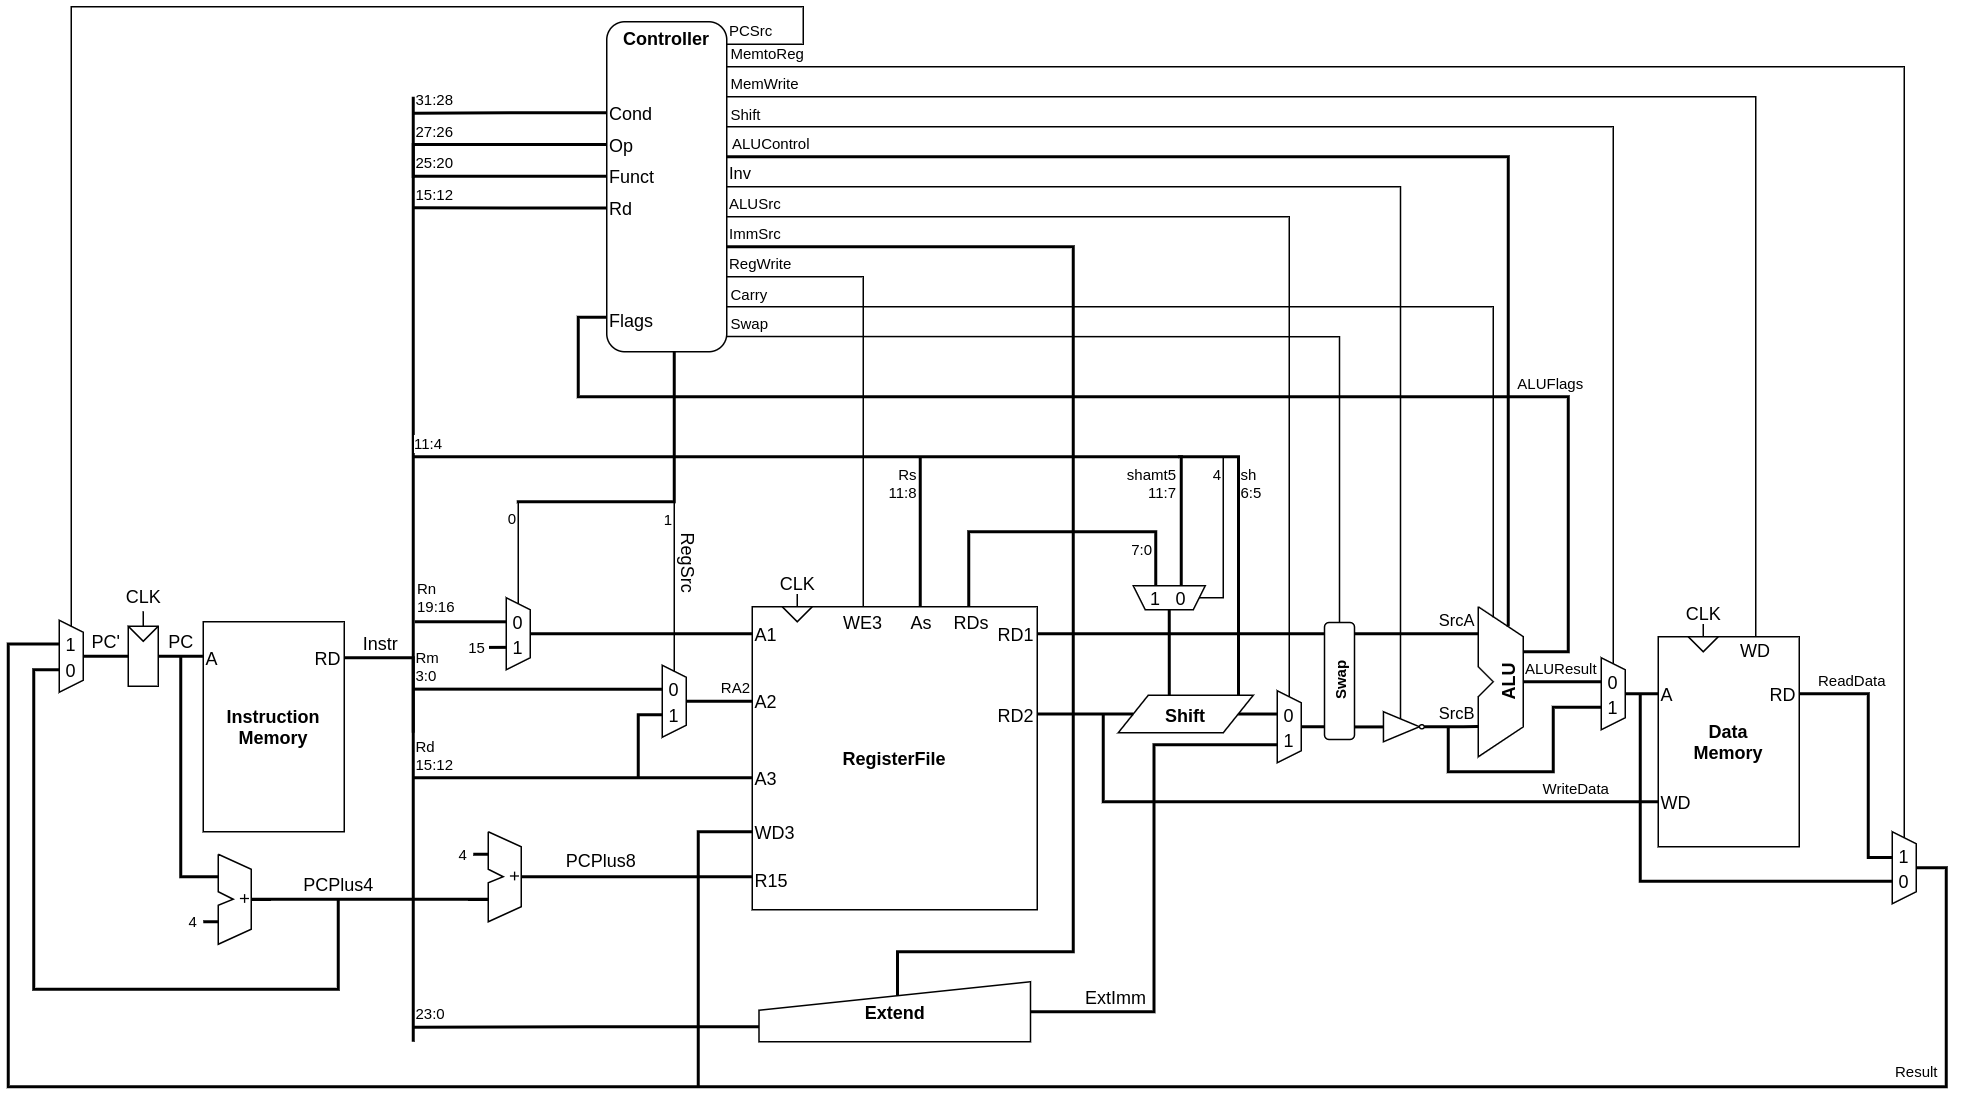 PCSrc
Controller
MemtoReg
MemWrite
31:28
Cond
Shift
27:26
Op
ALUControl
25:20
Funct
Inv
15:12
Rd
ALUSrc
ImmSrc
RegWrite
Carry
Flags
Swap
ALUFlags
11:4
Rs
11:8
shamt5
11:7
4
sh
6:5
0
1
RegSrc
7:0
CLK
CLK
Rn
19:16
1 0
CLK
WE3
As
RDs
RD1
SrcA
0
1
15
A1
PC'
PC
1
0
Instr
A
RD
Rm
3:0
0
1
RA2
A2
RD2
Shift
0
1
Swap
SrcB
ALU
ALUResult
0
1
WD
A
RD
ReadData
Instruction
Memory
Data
Memory
Rd
15:12
RegisterFile
A3
WriteData
WD
WD3
4
+
PCPlus8
R15
1
0
PCPlus4
+
4
23:0
Extend
ExtImm
Result